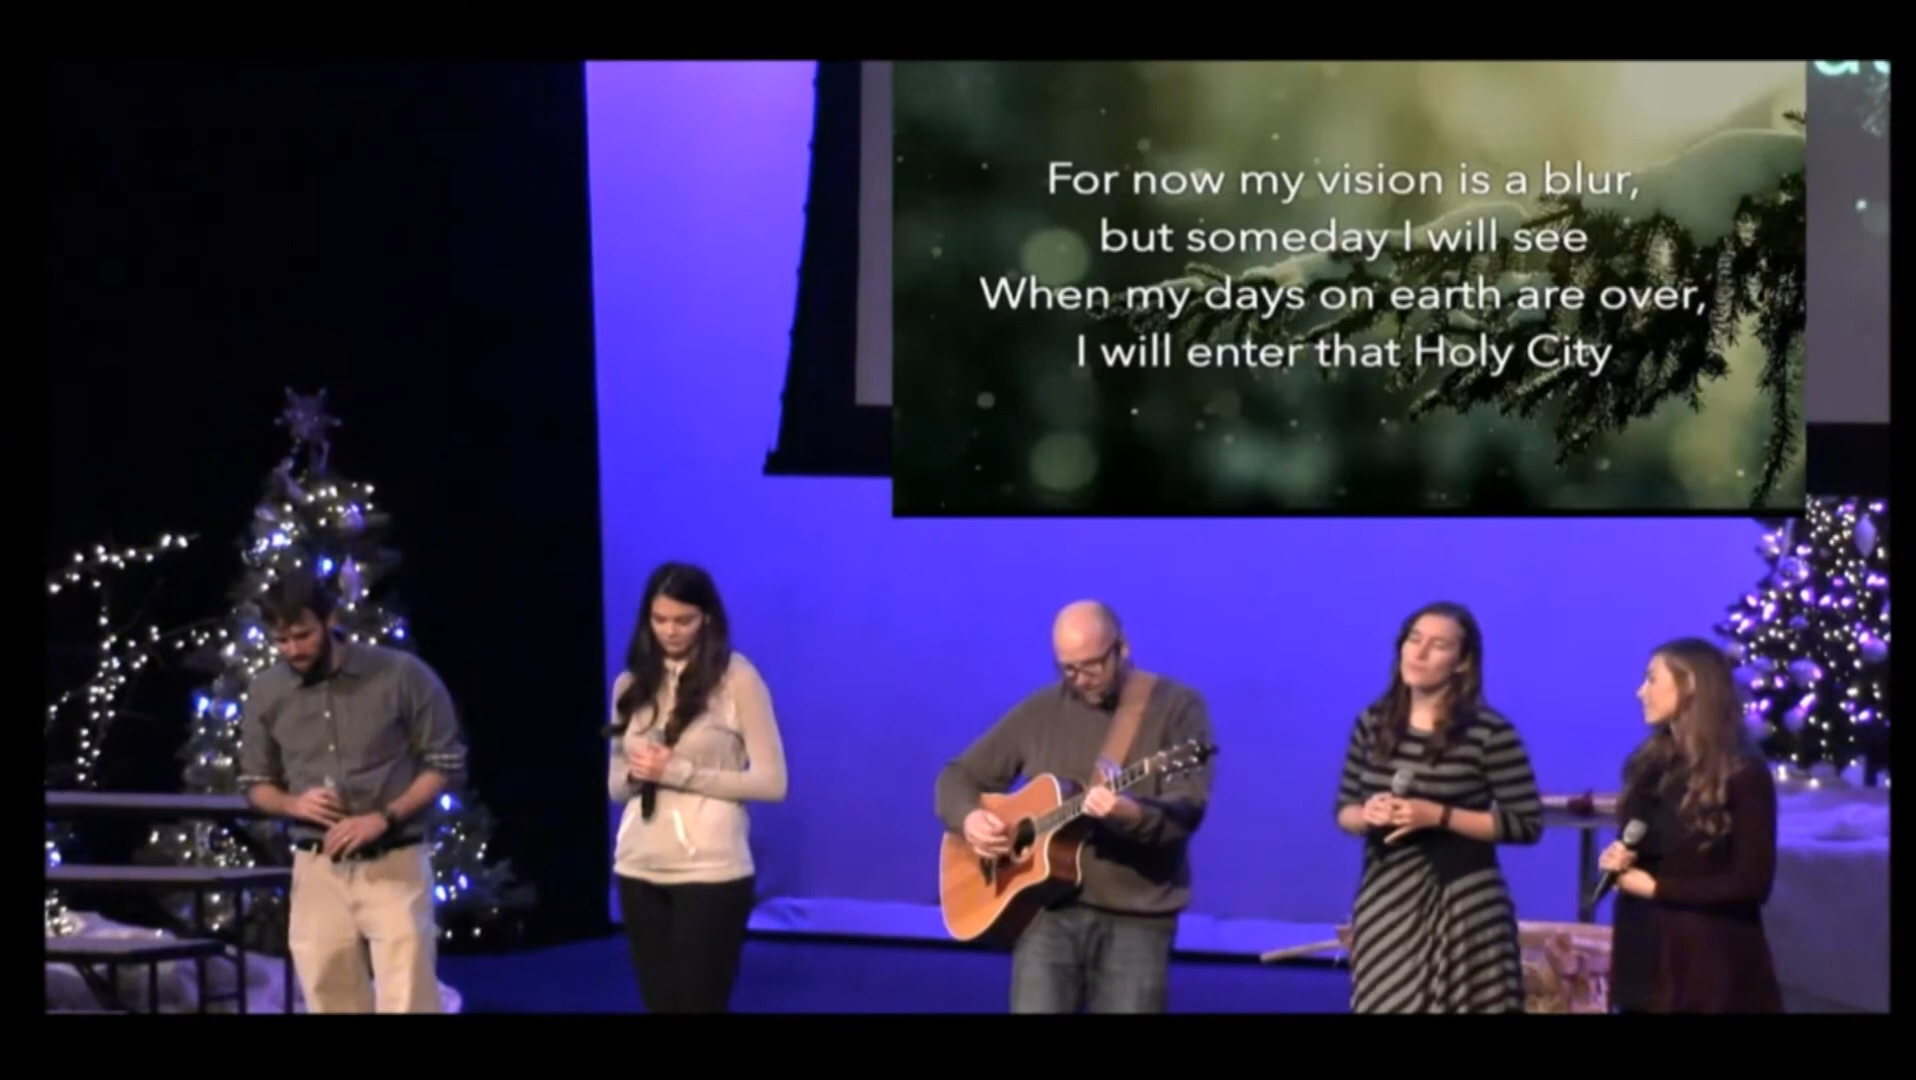 For now my vision is a blur,
but someday I will see
When my days on earth are over,
I will enter that Holy City